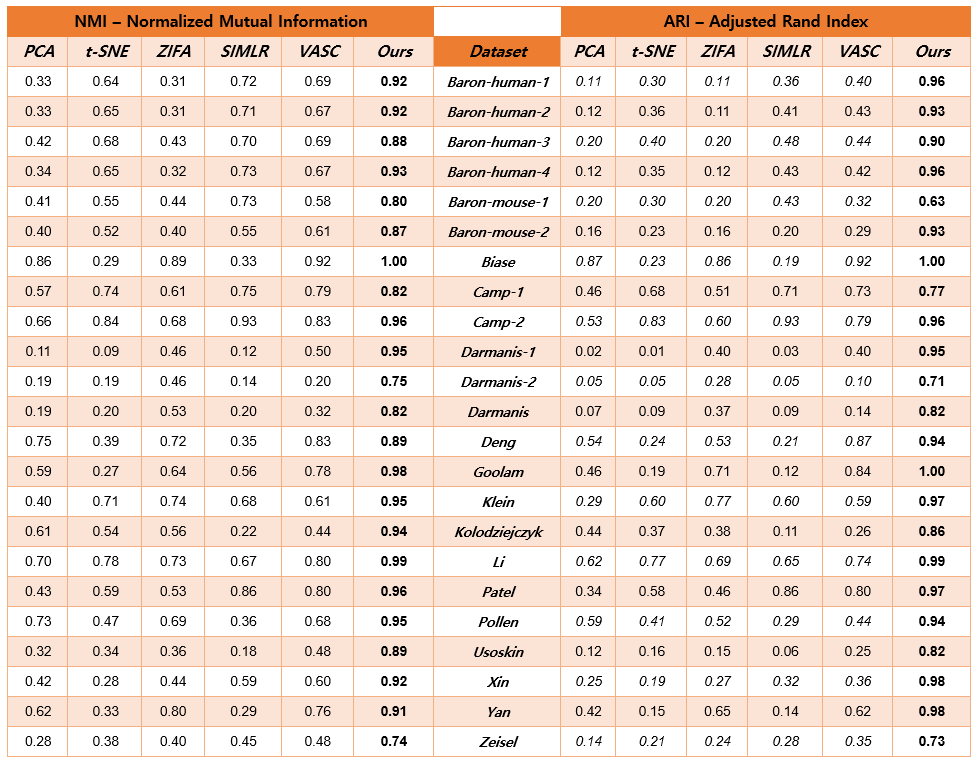 NMI – Normalized Mutual Information ARI – Adjusted Rand Index
PCA t-SNE ZIFA SIMLR VASC Ours Dataset PCA t-SNE ZIFA SIMLR VASC Ours
0.33 0.64 0.31 0.72 0.69 0.92 Baron-human-1 0.11 0.30 0.11 0.36 0.40 0.96
0.33 0.65 0.31 0.71 0.67 0.92 Baron-human-2 0.12 0.36 0.11 0.41 0.43 0.93
0.42 0.68 0.43 0.70 0.69 0.88 Baron-human-3 0.20 0.40 0.20 0.48 0.44 0.90
0.34 0.65 0.32 0.73 0.67 0.93 Baron-human-4 0.12 0.35 0.12 0.43 0.42 0.96
0.41 0.55 0.44 0.73 0.58 0.80 Baron-mouse-1 0.20 0.30 0.20 0.43 0.32 0.63
0.40 0.52 0.40 0.55 0.61 0.87 Baron-mouse-2 0.16 0.23 0.16 0.20 0.29 0.93
0.86 0.29 0.89 0.33 0.92 1.00 Biase 0.87 0.23 0.86 0.19 0.92 1.00
0.57 0.74 0.61 0.75 0.79 0.82 Camp-1 0.46 0.68 0.51 0.71 0.73 0.77
0.66 0.84 0.68 0.93 0.83 0.96 Camp-2 0.53 0.83 0.60 0.93 0.79 0.96
0.11 0.09 0.46 0.12 0.50 0.95 Darmanis-1 0.02 0.01 0.40 0.03 0.40 0.95
0.19 0.19 0.46 0.14 0.20 0.75 Darmanis-2 0.05 0.05 0.28 0.05 0.10 0.71
0.19 0.20 0.53 0.20 0.32 0.82 Darmanis 0.07 0.09 0.37 0.09 0.14 0.82
0.75 0.39 0.72 0.35 0.83 0.89 Deng 0.54 0.24 0.53 0.21 0.87 0.94
0.59 0.27 0.64 0.56 0.78 0.98 Goolam 0.46 0.19 0.71 0.12 0.84 1.00
0.40 0.71 0.74 0.68 0.61 0.95 Klein 0.29 0.60 0.77 0.60 0.59 0.97
0.61 0.54 0.56 0.22 0.44 0.94 Kolodziejczyk 0.44 0.37 0.38 0.11 0.26 0.86
0.70 0.78 0.73 0.67 0.80 0.99 Li 0.62 0.77 0.69 0.65 0.74 0.99
0.43 0.59 0.53 0.86 0.80 0.96 Patel 0.34 0.58 0.46 0.86 0.80 0.97
0.73 0.47 0.69 0.36 0.68 0.95 Pollen 0.59 0.41 0.52 0.29 0.44 0.94
0.32 0.34 0.36 0.18 0.48 0.89 Usoskin 0.12 0.16 0.15 0.06 0.25 0.82
0.42 0.28 0.44 0.59 0.60 0.92 Xin 0.25 0.19 0.27 0.32 0.36 0.98
0.62 0.33 0.80 0.29 0.76 0.91 Yan 0.42 0.15 0.65 0.14 0.62 0.98
0.28 0.38 0.40 0.45 0.48 0.74 Zeisel 0.14 0.21 0.24 0.28 0.35 0.73